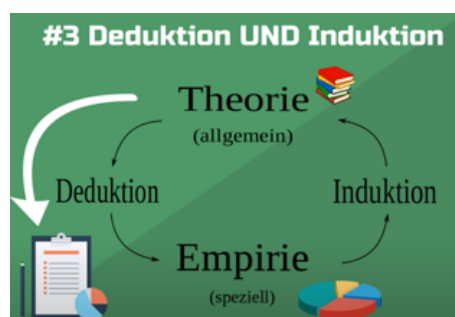 #3 Deduktion UND Induktion
Theorie
(allgemein)
Deduktion
Induktion
Empirie
(speziell)